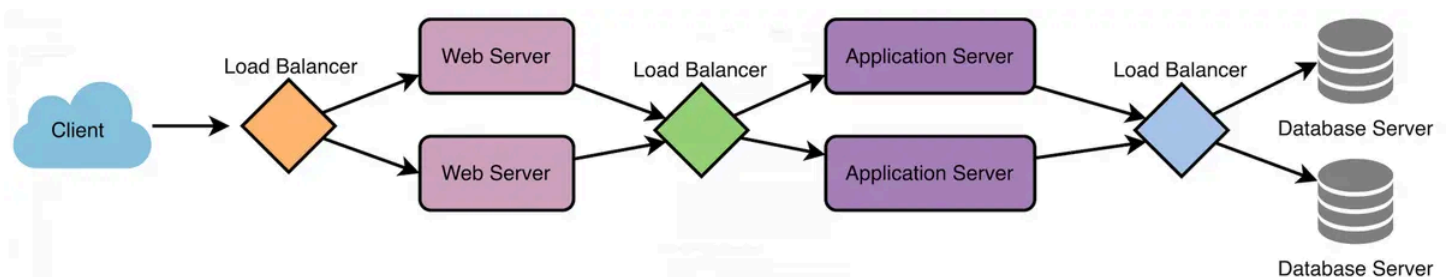 Client
Load Balancer
Web Server
Web Server
Load Balancer
Application Server
Application Server
Load Balancer
Database Server
Database Server